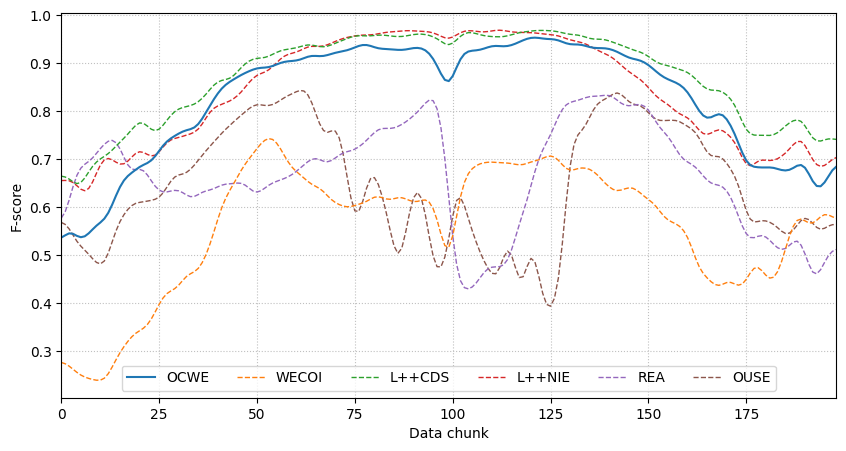 1.0
0.9
0.8
0.7
0.6
0.5
0.4
0.3
F-score
OCWE WECOI L++CDS L++NIE REA OUSE
0 25 50 75 100 125 150 175
Data chunk